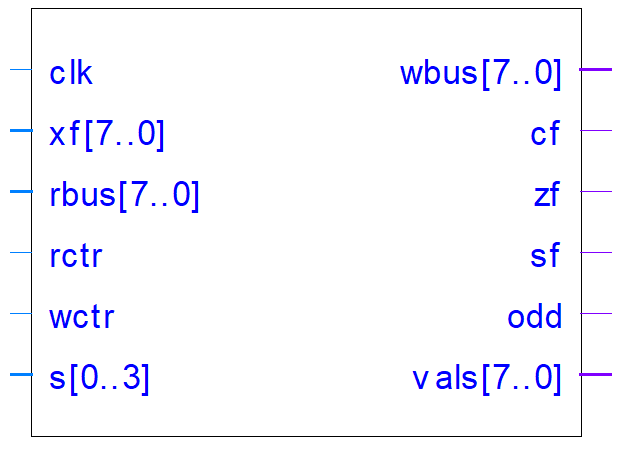 clk wbus[7..0]
xf[7..0] cf
rbus[7..0] zf
rctr sf
wctr odd
s[0..3] vals[7..0]